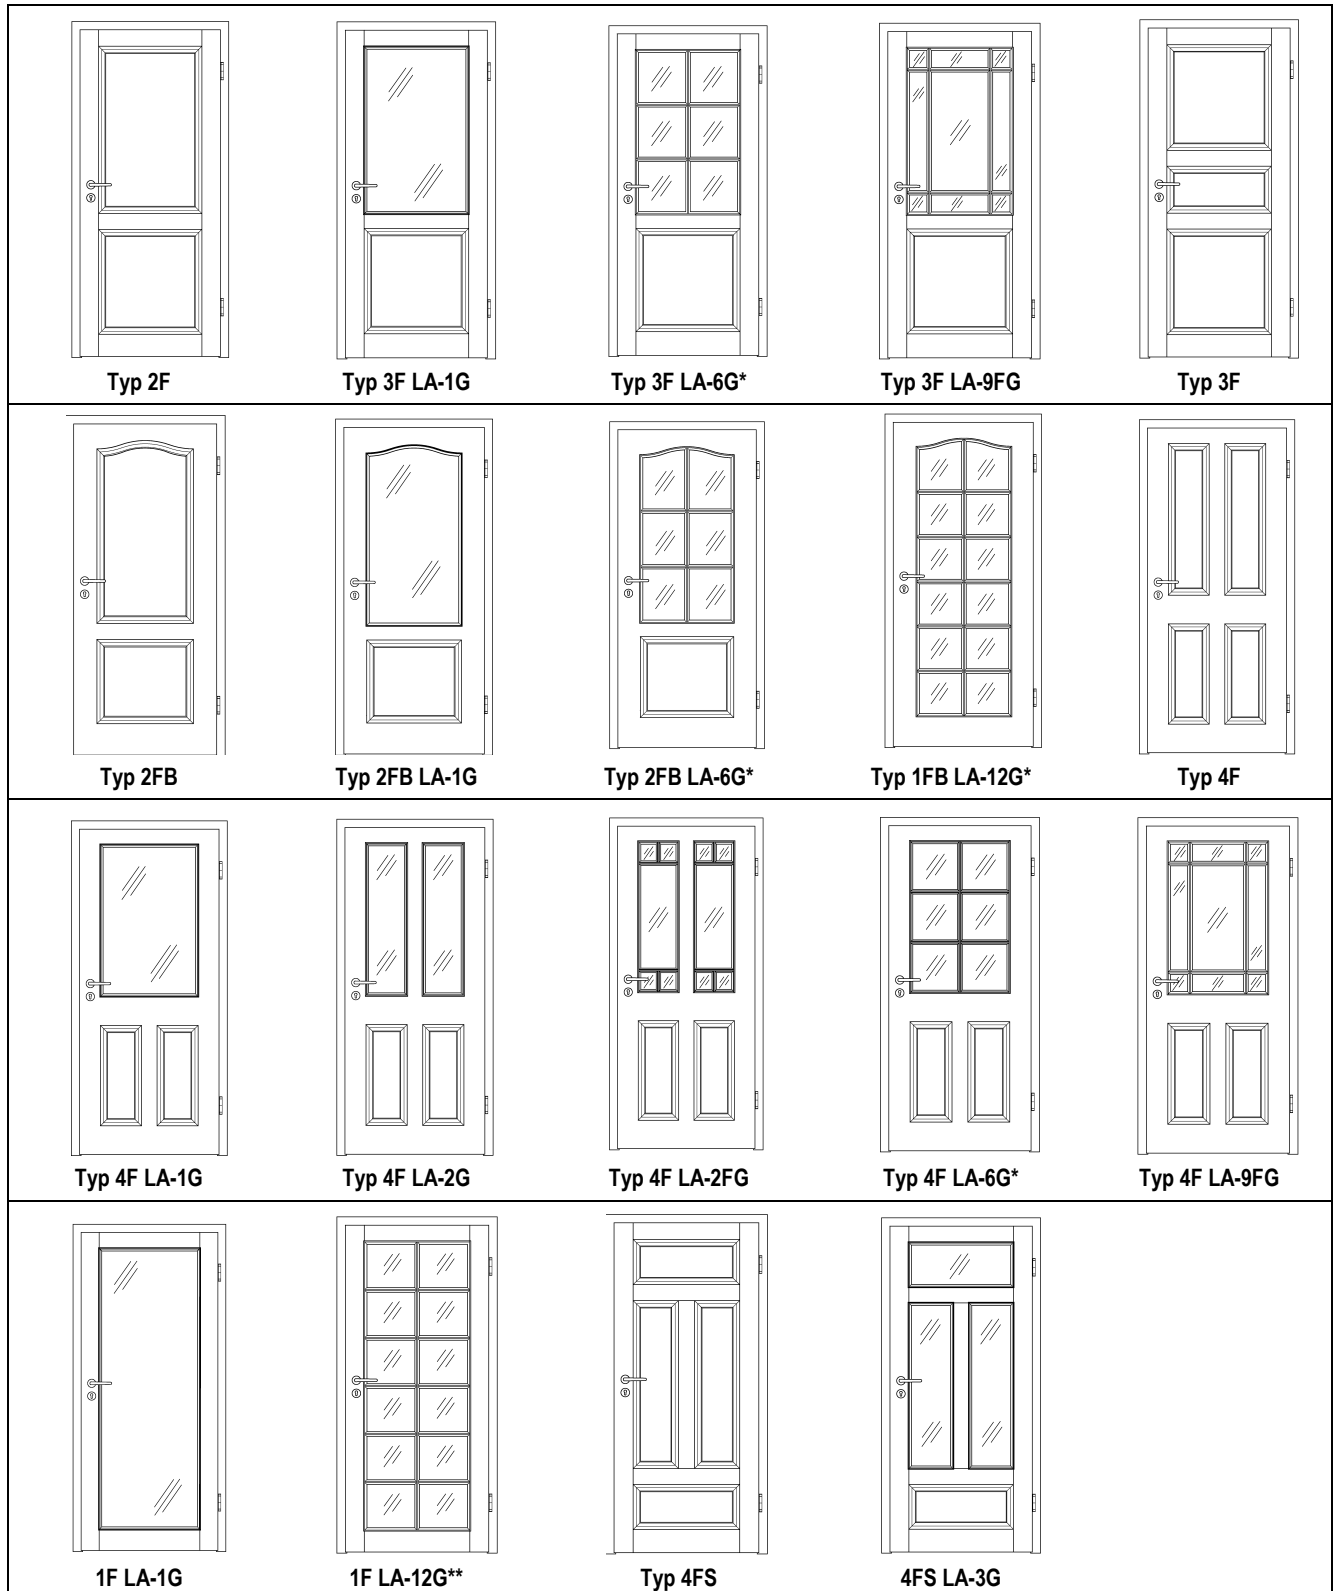 Typ 2F
Typ 3F LA-1G
Typ 3F LA-6G*
Typ 3F LA-9FG
Typ 3F
Typ 2FB
Typ 2FB LA-1G
Typ 2FB LA-6G*
Typ 1FB LA-12G*
Typ 4F
Typ 4F LA-1G
Typ 4F LA-2G
Typ 4F LA-2FG
Typ 4F LA-6G*
Typ 4F LA-9FG
1F LA-1G
1F LA-12G**
Typ 4FS
4FS LA-3G